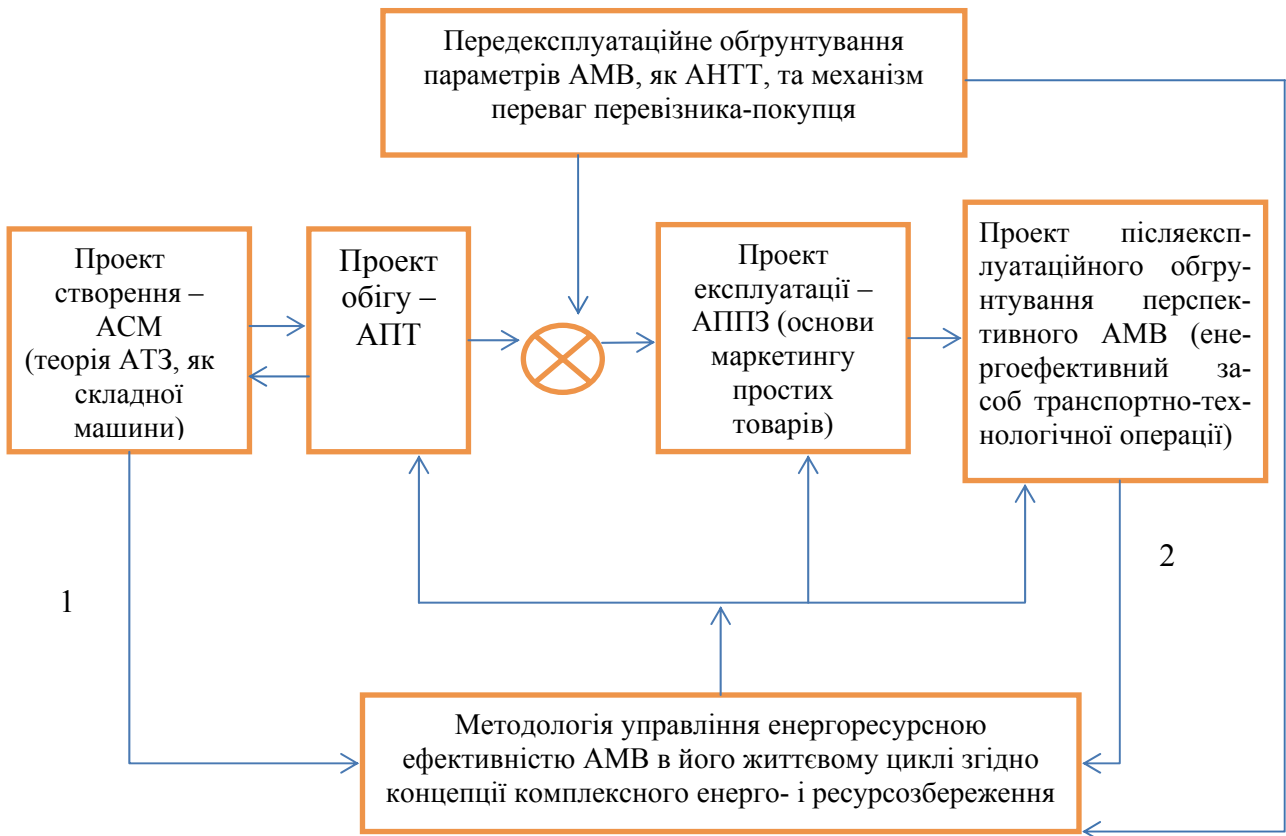 Передексплуатаційне обґрунтування
параметрів АМВ, як АНТТ, та механізм
переваг перевізника-покупця
Проект
створення –
АСМ
(теорія АТЗ, як
складної
машини)
Проект
обігу –
АПТ
Проект
експлуатації –
АППЗ (основи
маркетингу
простих
товарів)
Проект післяексп-
луатаційного обгру-
нтування перспек-
тивного АМВ (ене-
ргоефективний за-
соб транспортно-тех-
нологічної операції)
1
2
Методологія управління енергоресурсною
ефективністю АМВ в його життєвому циклі згідно
концепції комплексного енерго- і ресурсозбереження